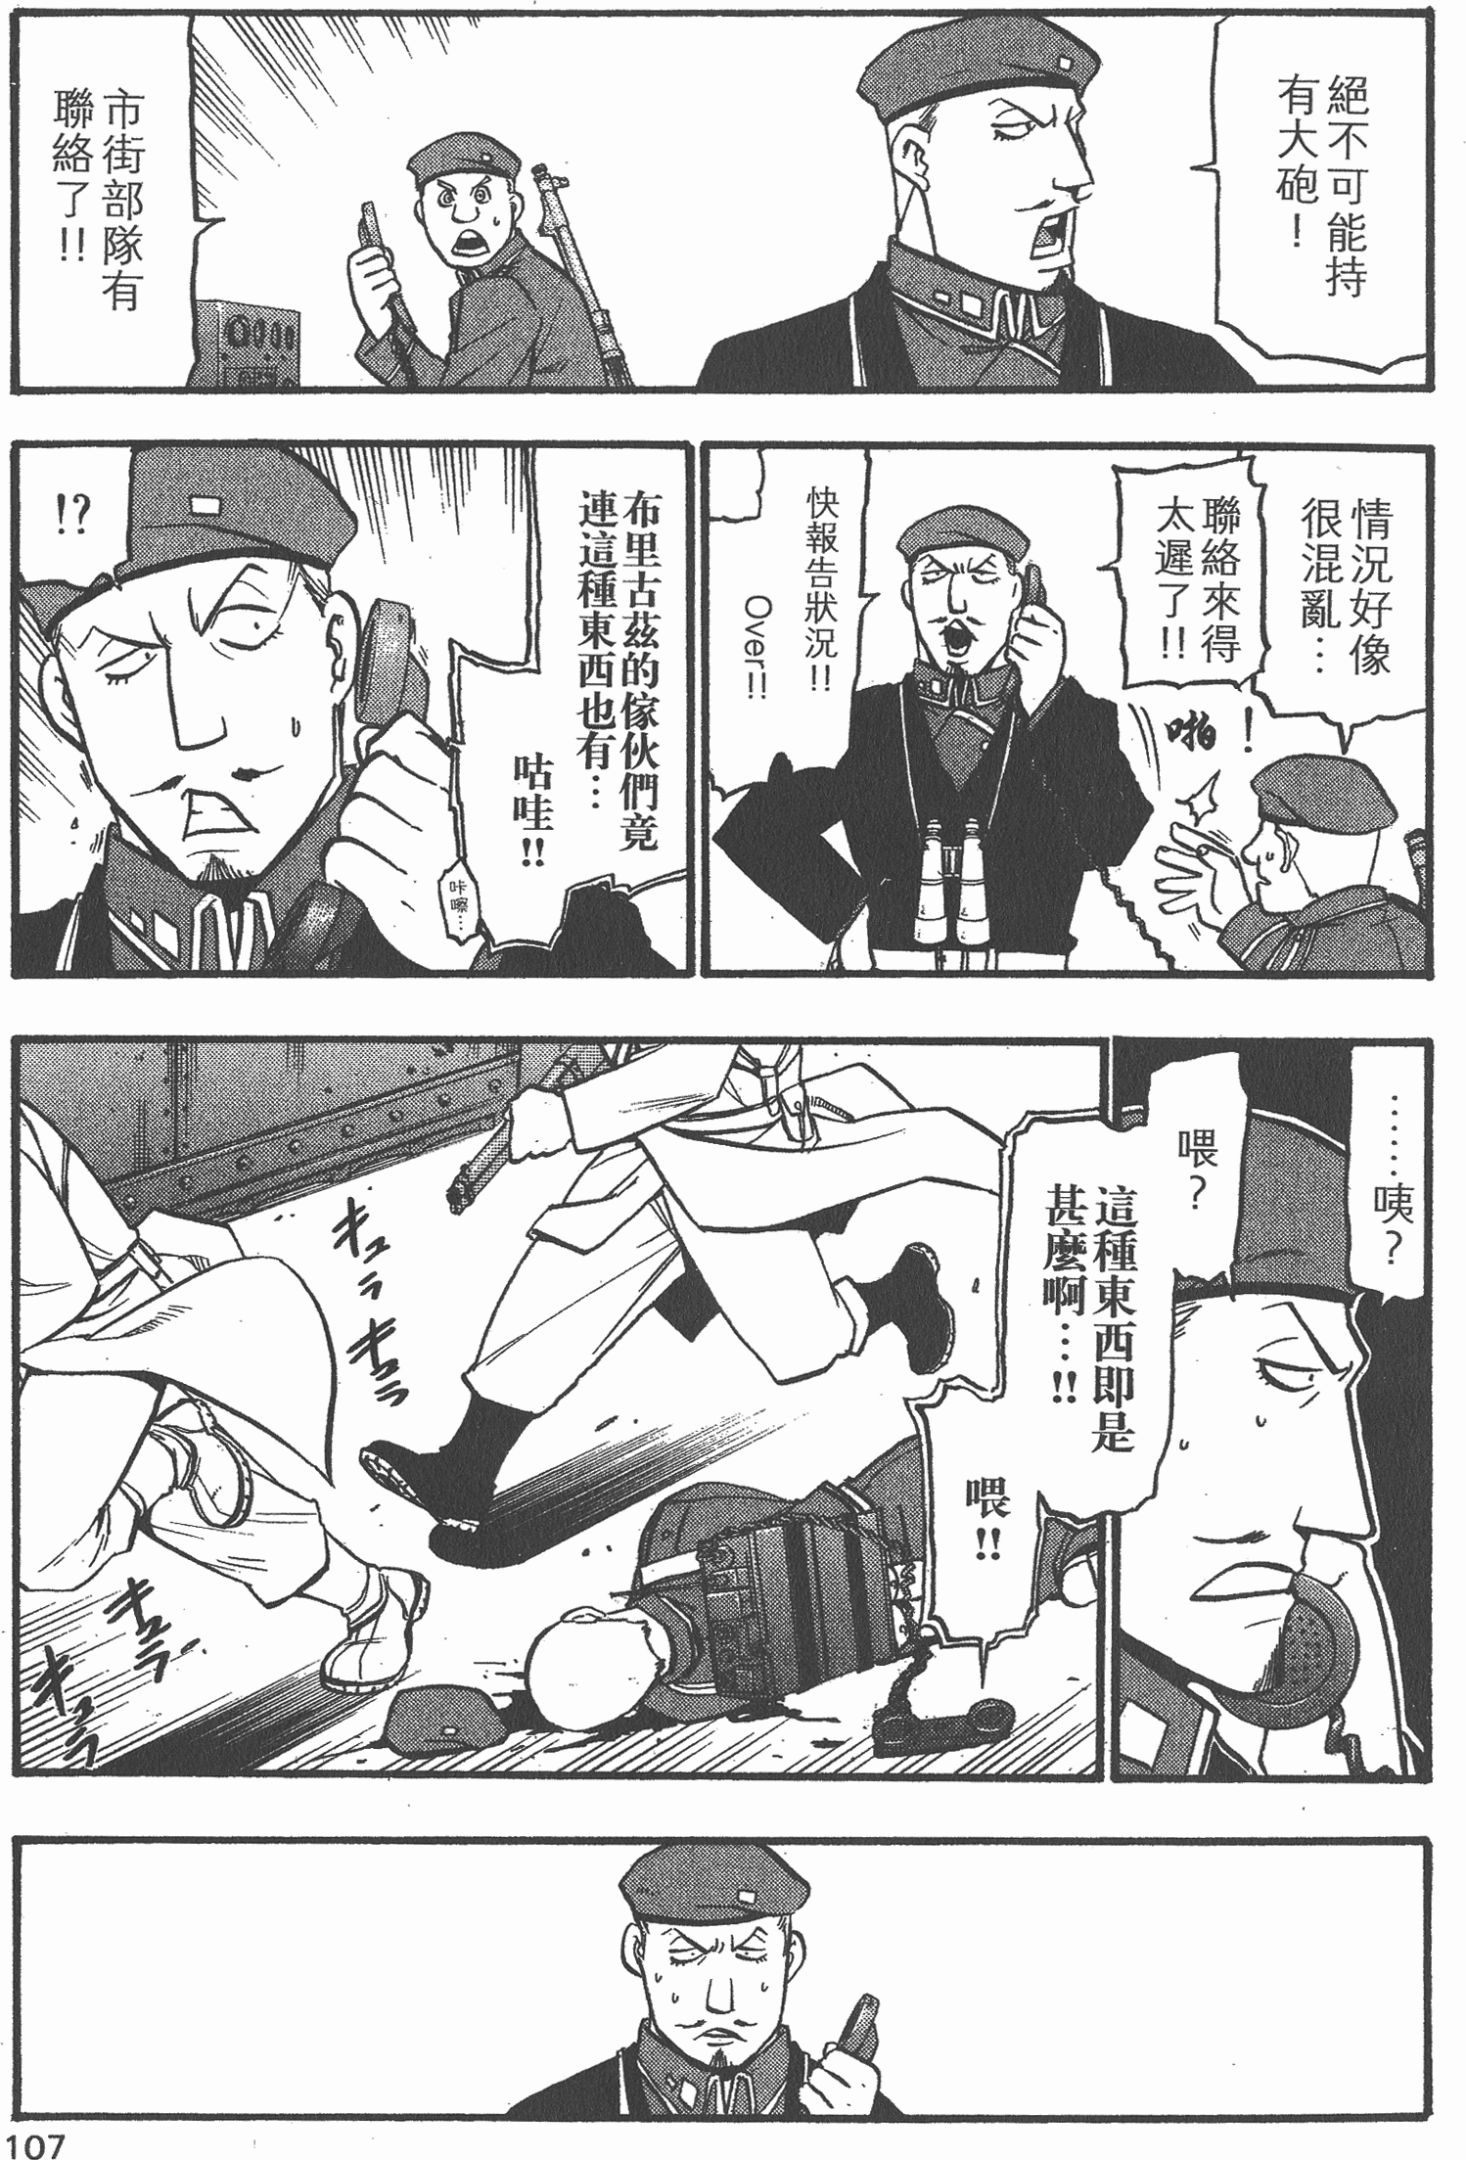 絕不可能持
有大砲！
市街部隊有
聯絡了!!
情況好像
很混亂…
聯絡來得
太遲了!!
啪
！
快報告狀況!!
Over!!
布里古茲的傢伙們竟
連這種東西也有…
咕哇!!
咔嚓…
!?
………咦?
喂?
這種東西即是
甚麼啊…!!
喂!!
キュラ
キュラ
キュラ
キュラ
107